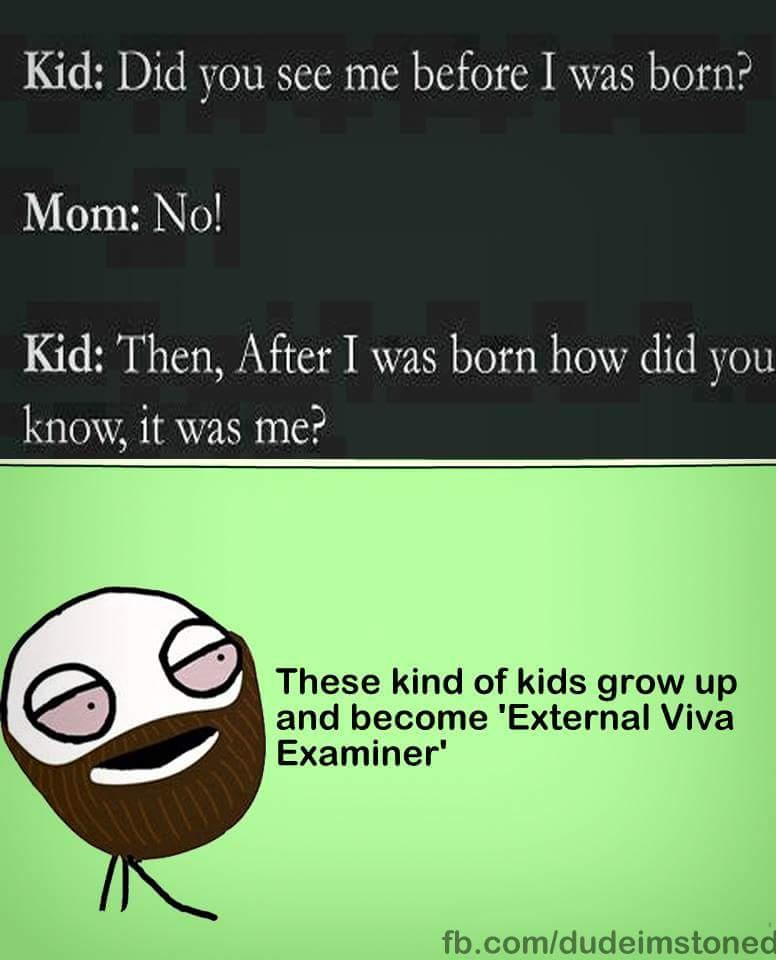 Kid: Did you see me before I was born?
Mom: No!
Kid: Then, After I was born how did you
know, it was me?
These kind of kids grow up
and become 'External Viva
Examiner'
fb.com/dudeimstoned